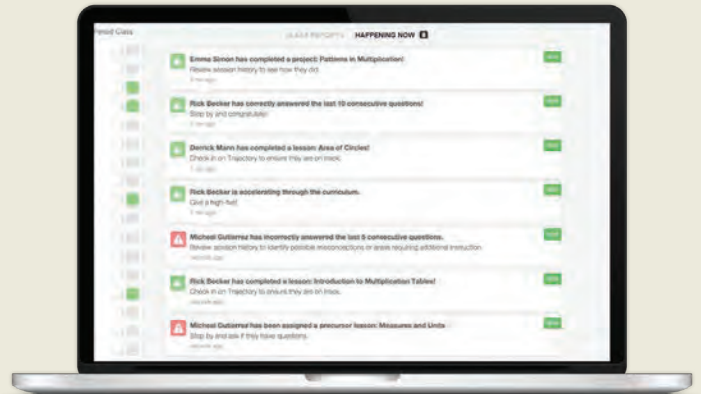 Period Class
CLASS REPORTS HAPPENING NOW
Emma Simon has completed a project: Patterns in Multiplication!
Review session history to see how they did.
Rick Becker has correctly answered the last 10 consecutive questions!
Stop by and congratulate!
Derrick Mann has completed a lesson: Area of Circles!
Check in on Trajectory to ensure they are on track.
Rick Becker is accelerating through the curriculum.
Give a high-five!
Micheal Gutierrez has incorrectly answered the last 5 consecutive questions.
Review session history to identify possible misconceptions or areas requiring additional instruction.
Rick Becker has completed a lesson: Introduction to Multiplication Tables!
Check in on Trajectory to ensure they are on track.
Micheal Gutierrez has been assigned a precursor lesson: Measures and Units
Stop by and ask if they have questions.